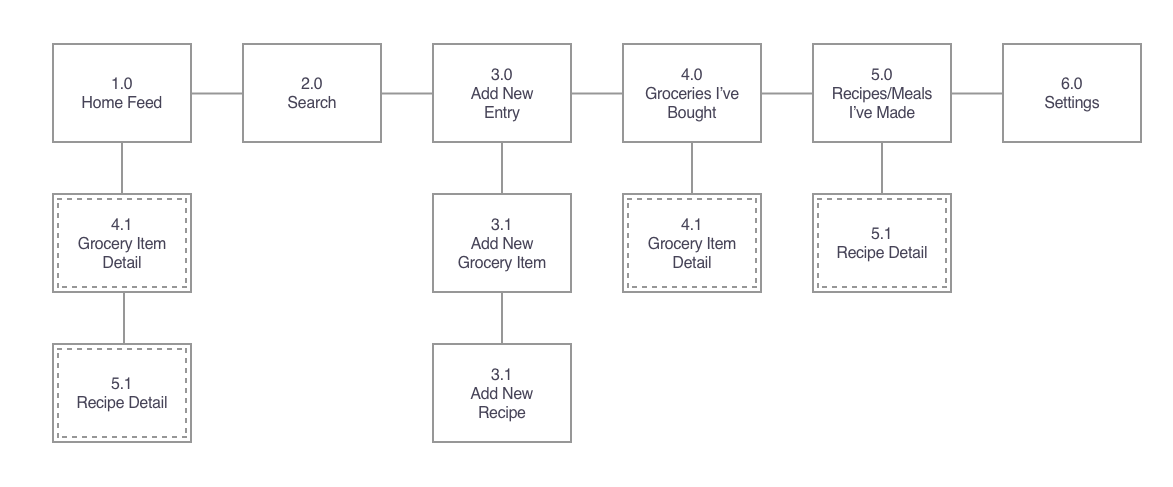 1.0
Home Feed
2.0
Search
3.0
Add New
Entry
4.0
Groceries I've
Bought
5.0
Recipes/Meals
I've Made
6.0
Settings
4.1
Grocery Item
Detail
3.1
Add New
Grocery Item
4.1
Grocery Item
Detail
5.1
Recipe Detail
5.1
Recipe Detail
3.1
Add New
Recipe